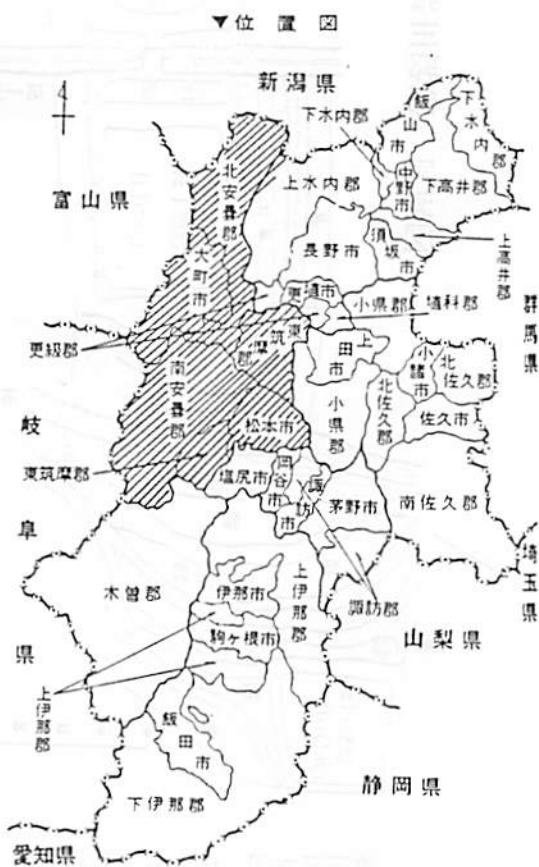 ▼位置図
新潟県
下水内郡
飯山市
下水内郡
北安曇郡
上水内郡
中野市
下高井郡
富山県
長野市
須坂市
上高井郡
大町市
更埴市
小県郡
埴科郡
群馬県
更級郡
東筑摩郡
上田市
小諸市
北佐久郡
南安曇郡
小県郡
北佐久郡
佐久市
松本市
岐阜県
東筑摩郡
塩尻市
岡谷市
諏訪市
茅野市
南佐久郡
埼玉県
木曽郡
伊那市
上伊那郡
諏訪郡
駒ヶ根市
山梨県
上伊那郡
飯田市
下伊那郡
静岡県
愛知県